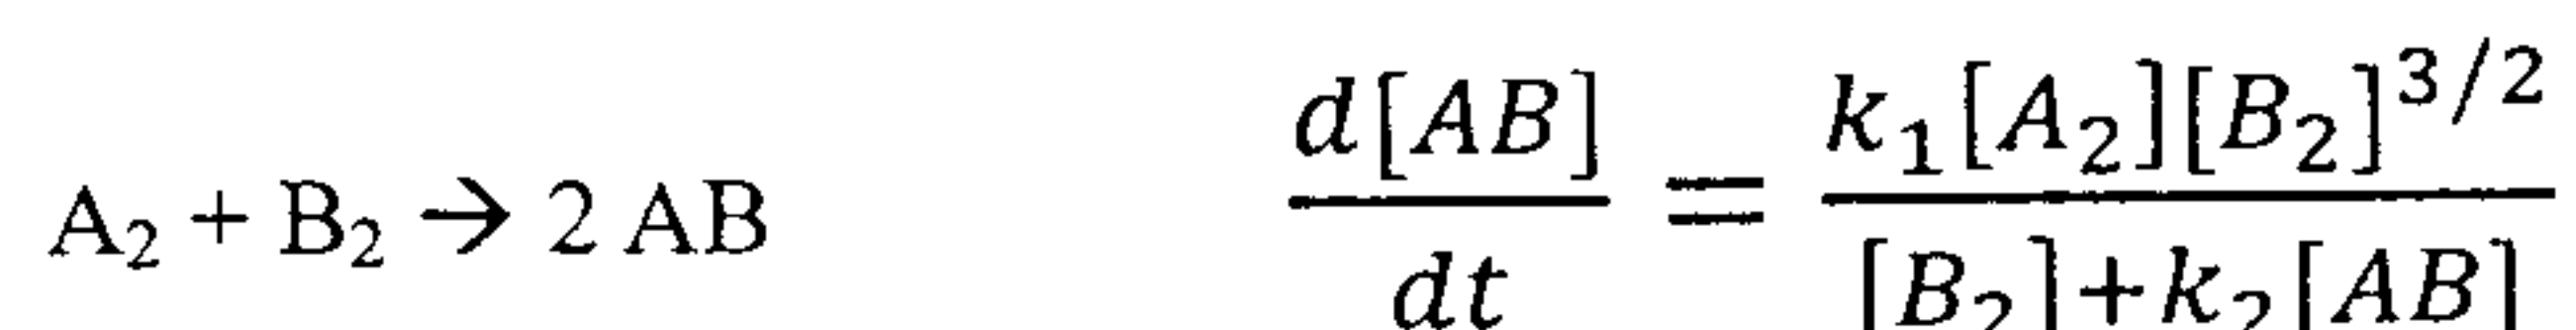 A₂ + B₂ → 2 AB
d[AB]/dt = k₁[A₂][B₂]^{3/2}/[B₂]+k₂[AB]